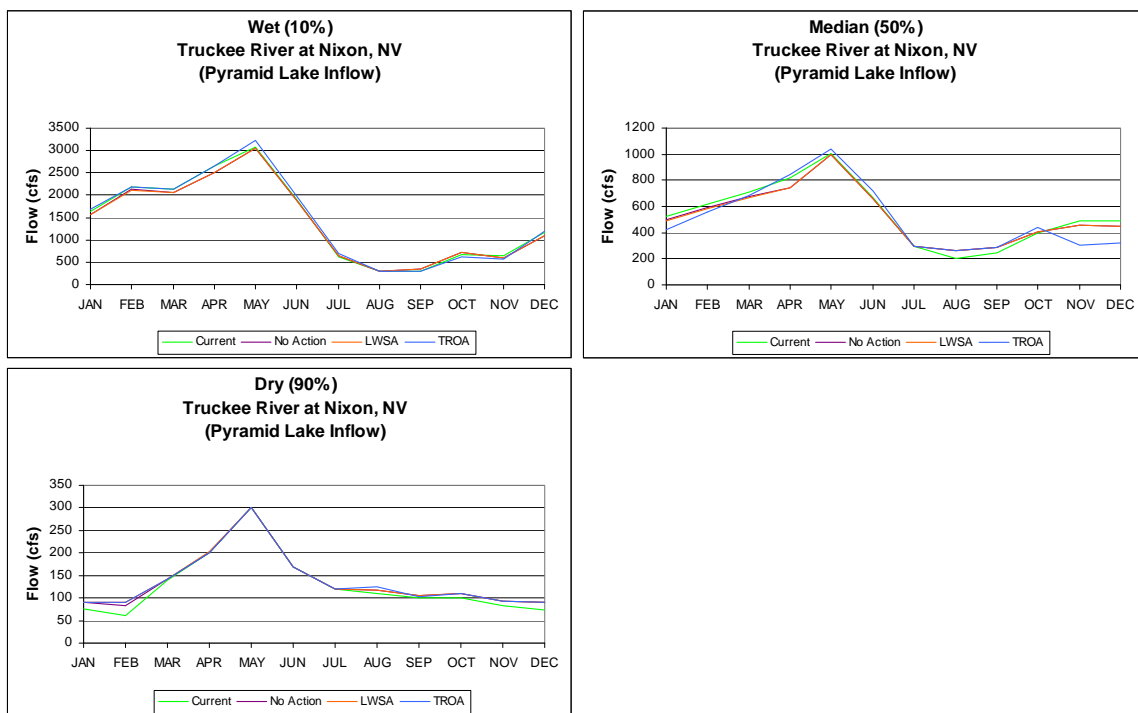 Wet (10%)
Truckee River at Nixon, NV
(Pyramid Lake Inflow)
Flow (cfs)
3500
3000
2500
2000
1500
1000
500
0
JAN FEB MAR APR MAY JUN JUL AUG SEP OCT NOV DEC
Current No Action LWSA TROA
Median (50%)
Truckee River at Nixon, NV
(Pyramid Lake Inflow)
Flow (cfs)
1200
1000
800
600
400
200
0
JAN FEB MAR APR MAY JUN JUL AUG SEP OCT NOV DEC
Current No Action LWSA TROA
Dry (90%)
Truckee River at Nixon, NV
(Pyramid Lake Inflow)
Flow (cfs)
350
300
250
200
150
100
50
0
JAN FEB MAR APR MAY JUN JUL AUG SEP OCT NOV DEC
Current No Action LWSA TROA